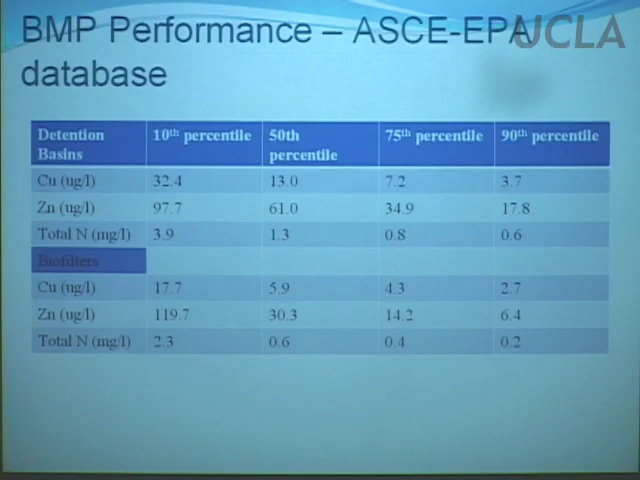 BMP Performance – ASCE-EPA
database
UCLA
Detention Basins 10th percentile 50th percentile 75th percentile 90th percentile
Cu (ug/l) 32.4 13.0 7.2 3.7
Zn (ug/l) 97.7 61.0 34.9 17.8
Total N (mg/l) 3.9 1.3 0.8 0.6
Biofilters
Cu (ug/l) 17.7 5.9 4.3 2.7
Zn (ug/l) 119.7 30.3 14.2 6.4
Total N (mg/l) 2.3 0.6 0.4 0.2